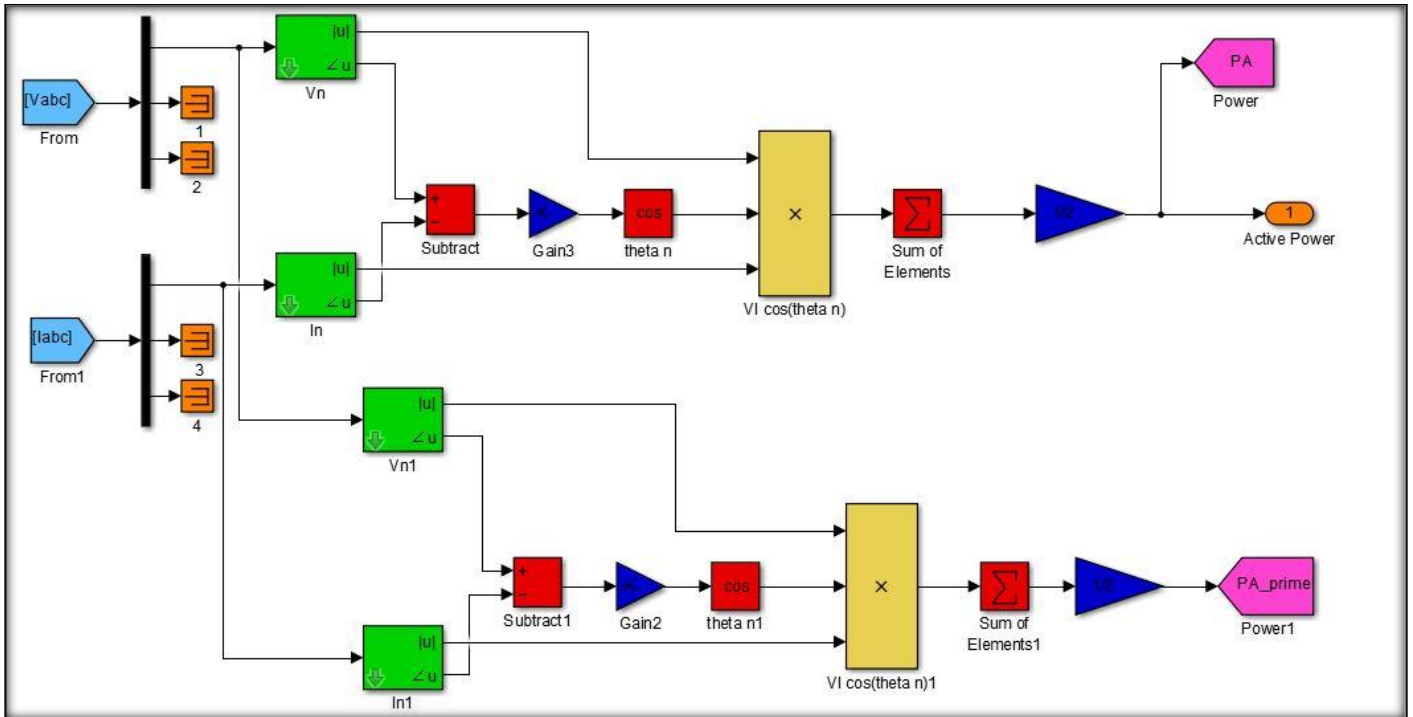 |u|
∠u
Vn
[Vabc]
From
1
2
PA
Power
+
−
Subtract
K-
Gain3
cos
theta n
×
VI cos(theta n)
Σ
Sum of
Elements
1/2
1
Active Power
|u|
∠u
In
[Iabc]
From1
3
4
|u|
∠u
Vn1
+
−
Subtract1
K-
Gain2
cos
theta n1
×
VI cos(theta n)1
Σ
Sum of
Elements1
1/2
PA_prime
Power1
|u|
∠u
In1